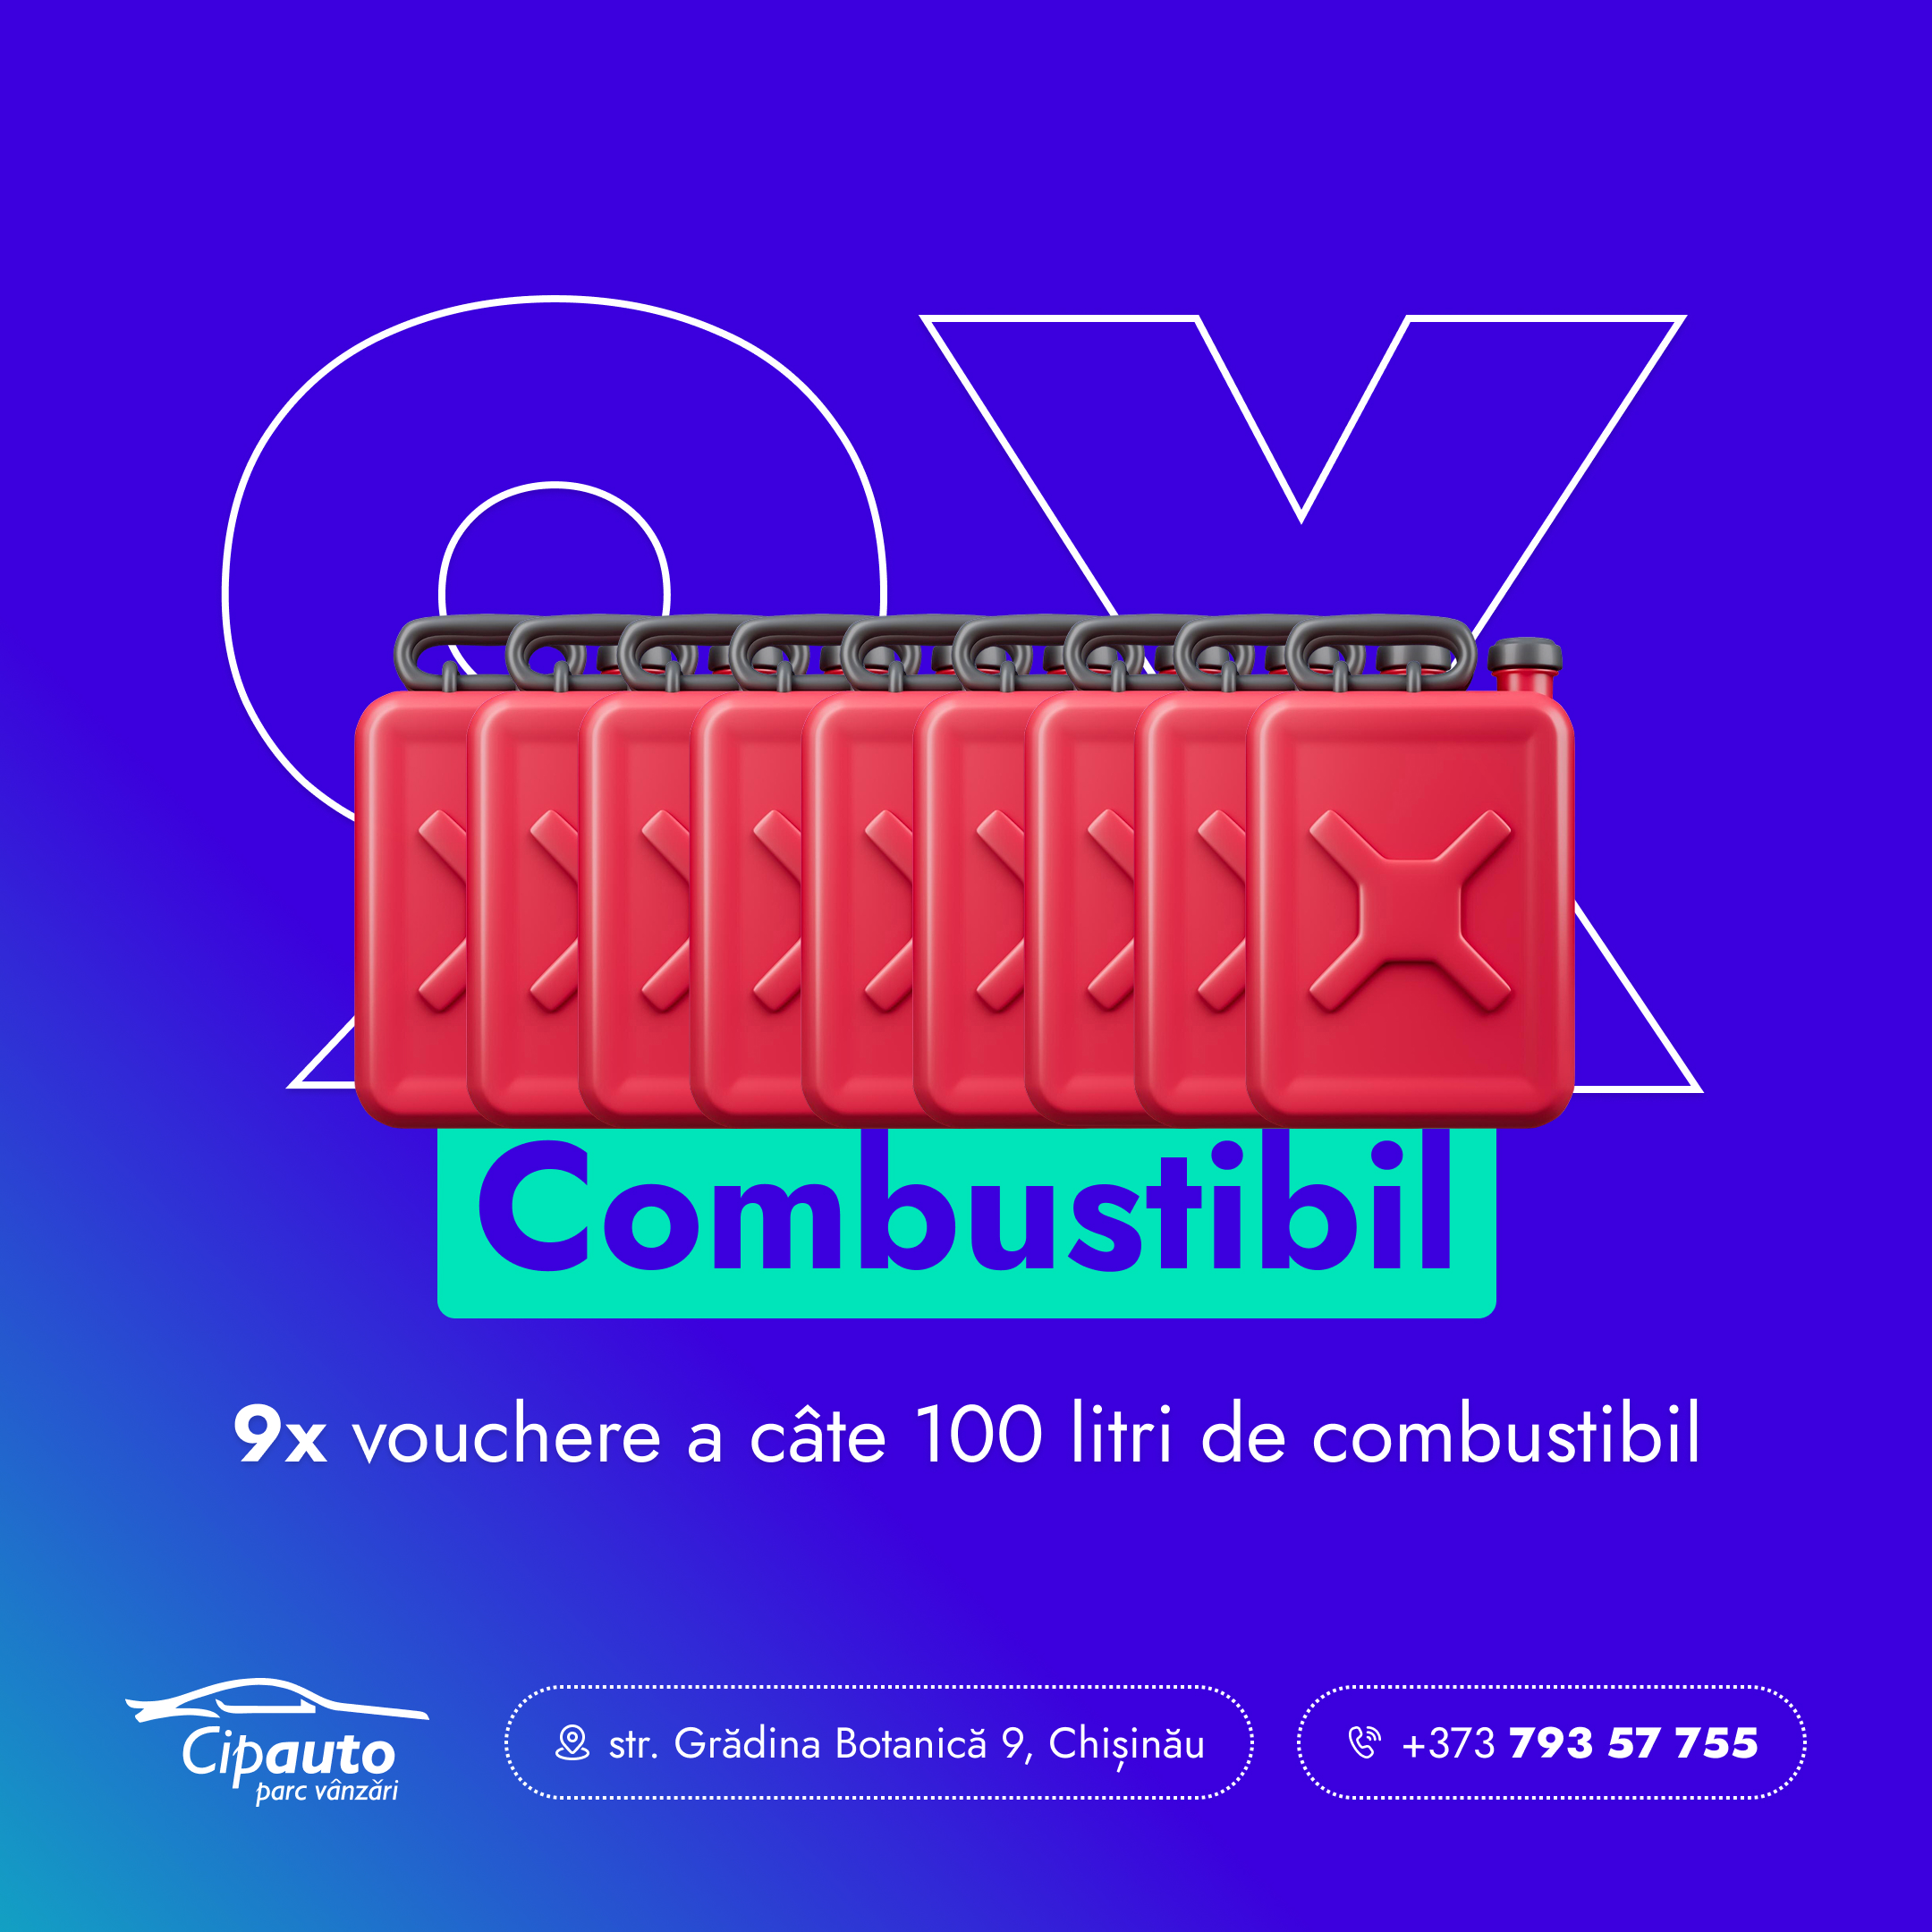 9X
Combustibil
9x vouchere a câte 100 litri de combustibil
Cipauto
parc vânzări
str. Grădina Botanică 9, Chișinău
+373 793 57 755